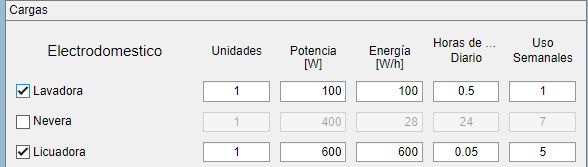 Cargas
Electrodomestico Unidades Potencia [W] Energía [W/h] Horas de ... Diario Uso Semanales
Lavadora 1 100 100 0.5 1
Nevera 1 400 28 24 7
Licuadora 1 600 600 0.05 5